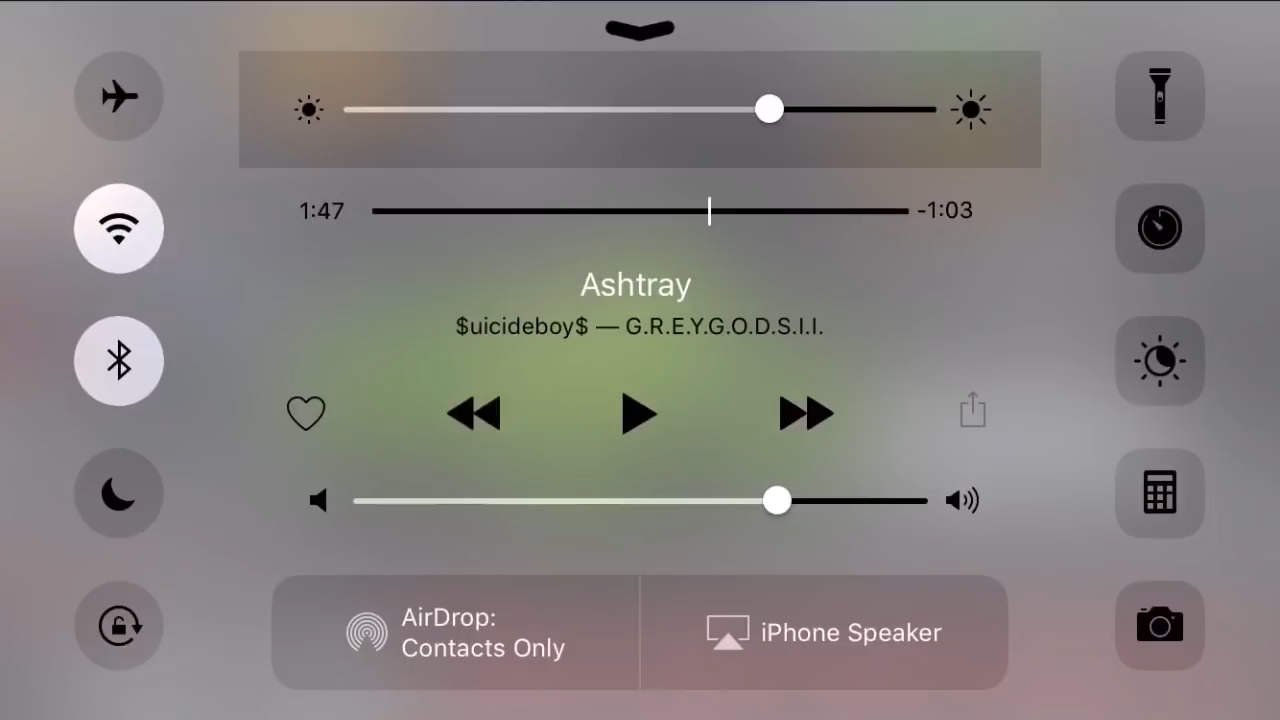 1:47 -1:03
Ashtray
$uicideboy$ — G.R.E.Y.G.O.D.S.I.I.
AirDrop:
Contacts Only
iPhone Speaker